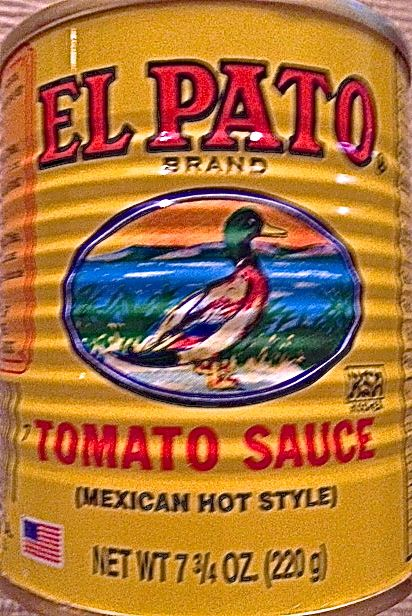 EL PATO®
BRAND
TOMATO SAUCE
(MEXICAN HOT STYLE)
NET WT 7 3/4 OZ. (220 g)